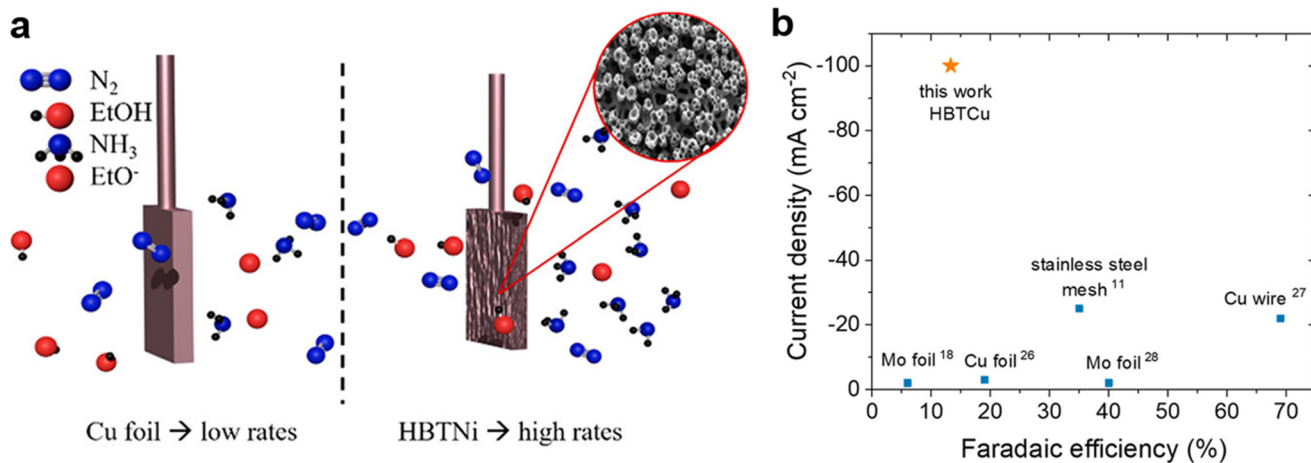 a
N₂
EtOH
NH₃
EtO⁻
Cu foil → low rates
HBTNi → high rates
b
Current density (mA cm⁻²)
-100
-80
-60
-40
-20
0
this work
HBTCu
stainless steel
mesh ¹¹
Cu wire ²⁷
Mo foil ¹⁸
Cu foil ²⁶
Mo foil ²⁸
0 10 20 30 40 50 60 70
Faradaic efficiency (%)